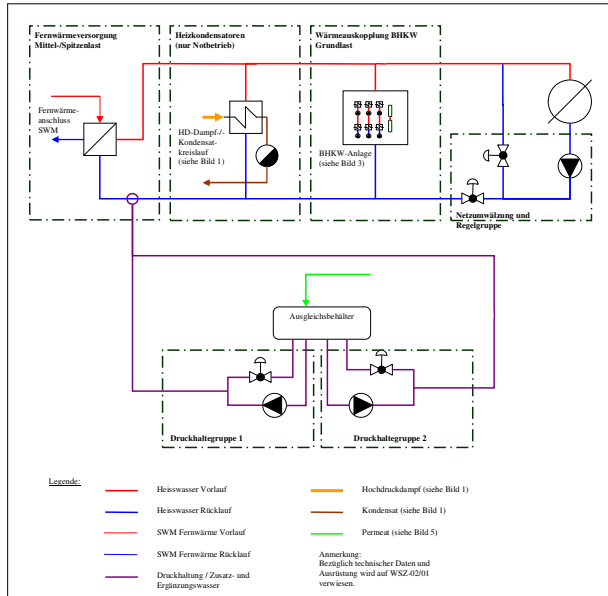 Fernwärmeversorgung
Mittel-/Spitzenlast
Heizkondensatoren
(nur Notbetrieb)
Wärmeauskopplung BHKW
Grundlast
Fernwärme-
anschluss
SWM
HD-Dampf-/-
Kondensat-
kreislauf
(siehe Bild 1)
BHKW-Anlage
(siehe Bild 3)
Netzumwälzung und
Regelgruppe
Ausgleichsbehälter
Druckhaltegruppe 1
Druckhaltegruppe 2
Legende:
Heisswasser Vorlauf
Heisswasser Rücklauf
SWM Fernwärme Vorlauf
SWM Fernwärme Rücklauf
Druckhaltung / Zusatz- und
Ergänzungswasser
Hochdruckdampf (siehe Bild 1)
Kondensat (siehe Bild 1)
Permeat (siehe Bild 5)
Anmerkung:
Bezüglich technischer Daten und
Ausrüstung wird auf WSZ-02/01
verwiesen.